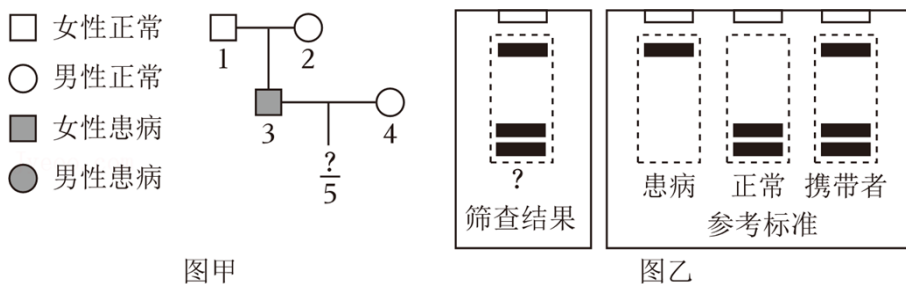 女性正常
男性正常
女性患病
男性患病
1
2
3
4
?
5
图甲
?
筛查结果
患病 正常 携带者
参考标准
图乙